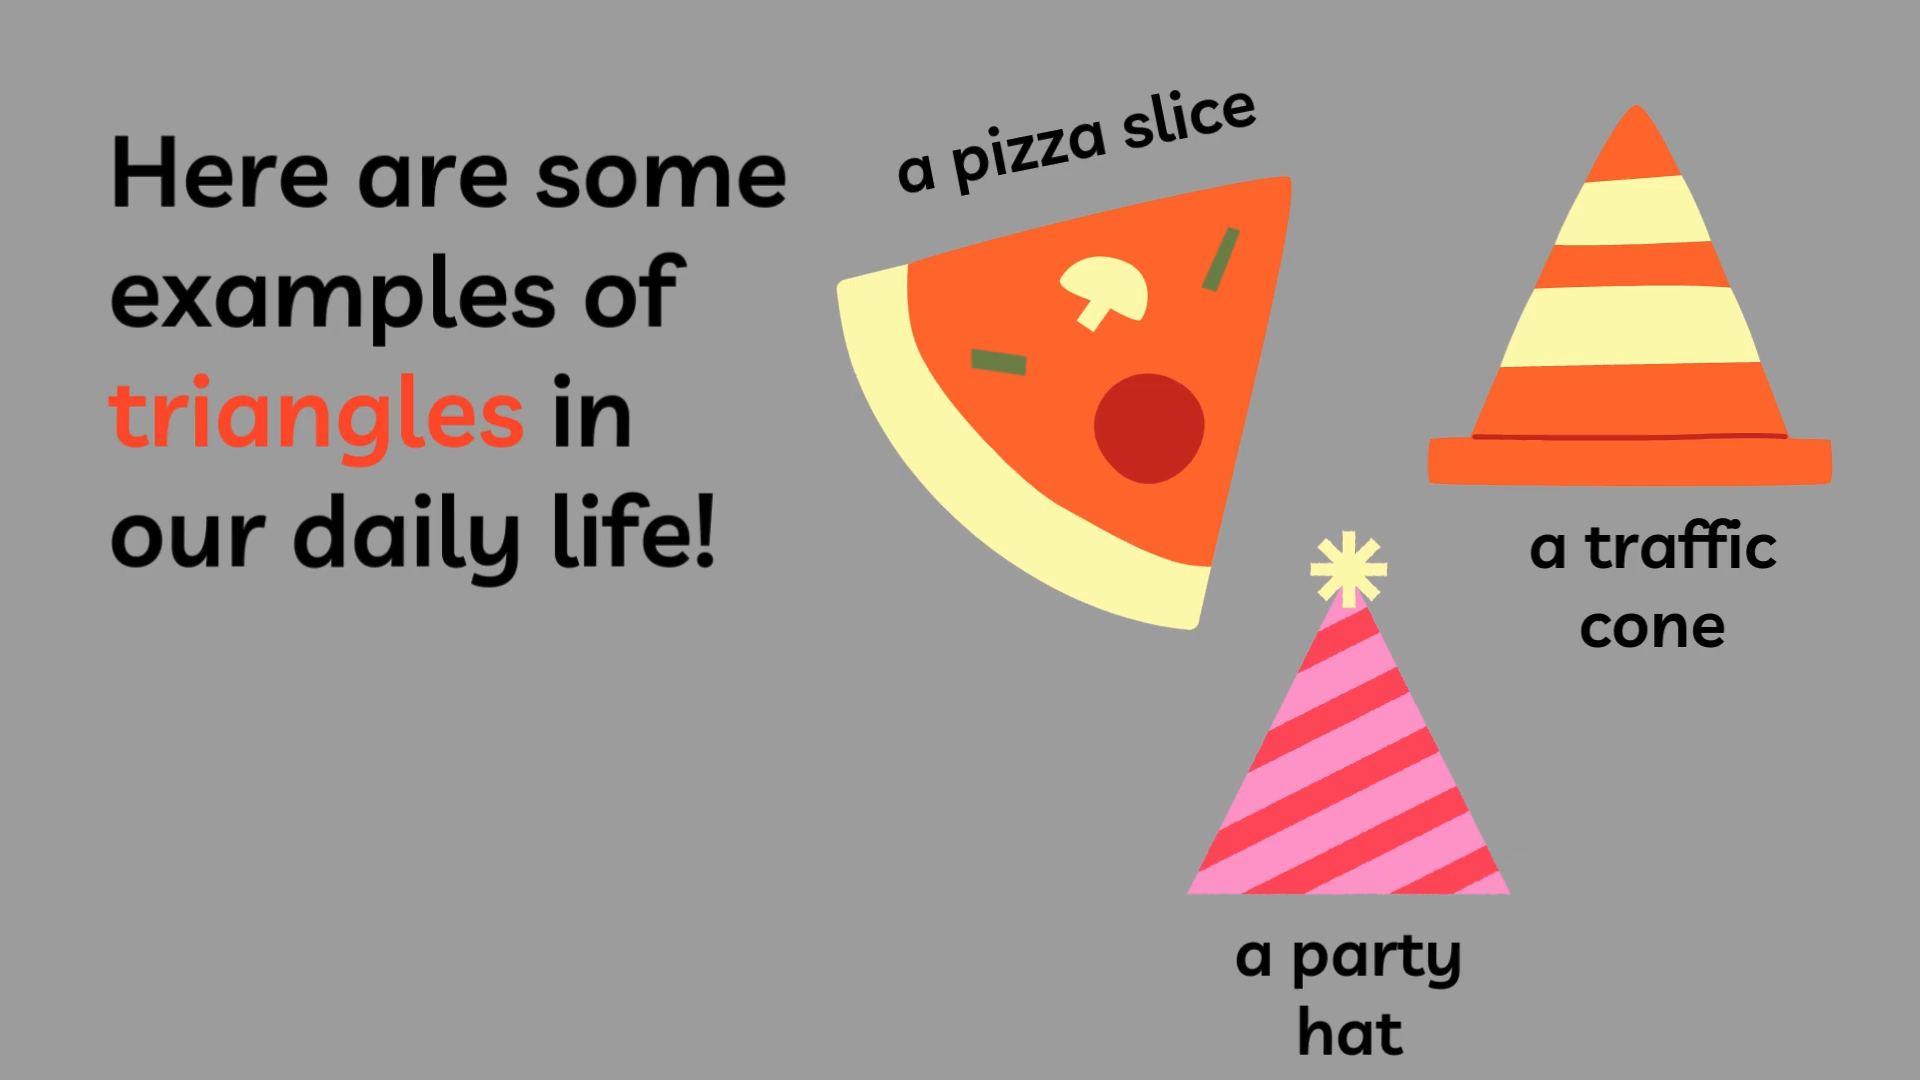 Here are some
examples of
triangles in
our daily life!
a pizza slice
a traffic
cone
a party
hat